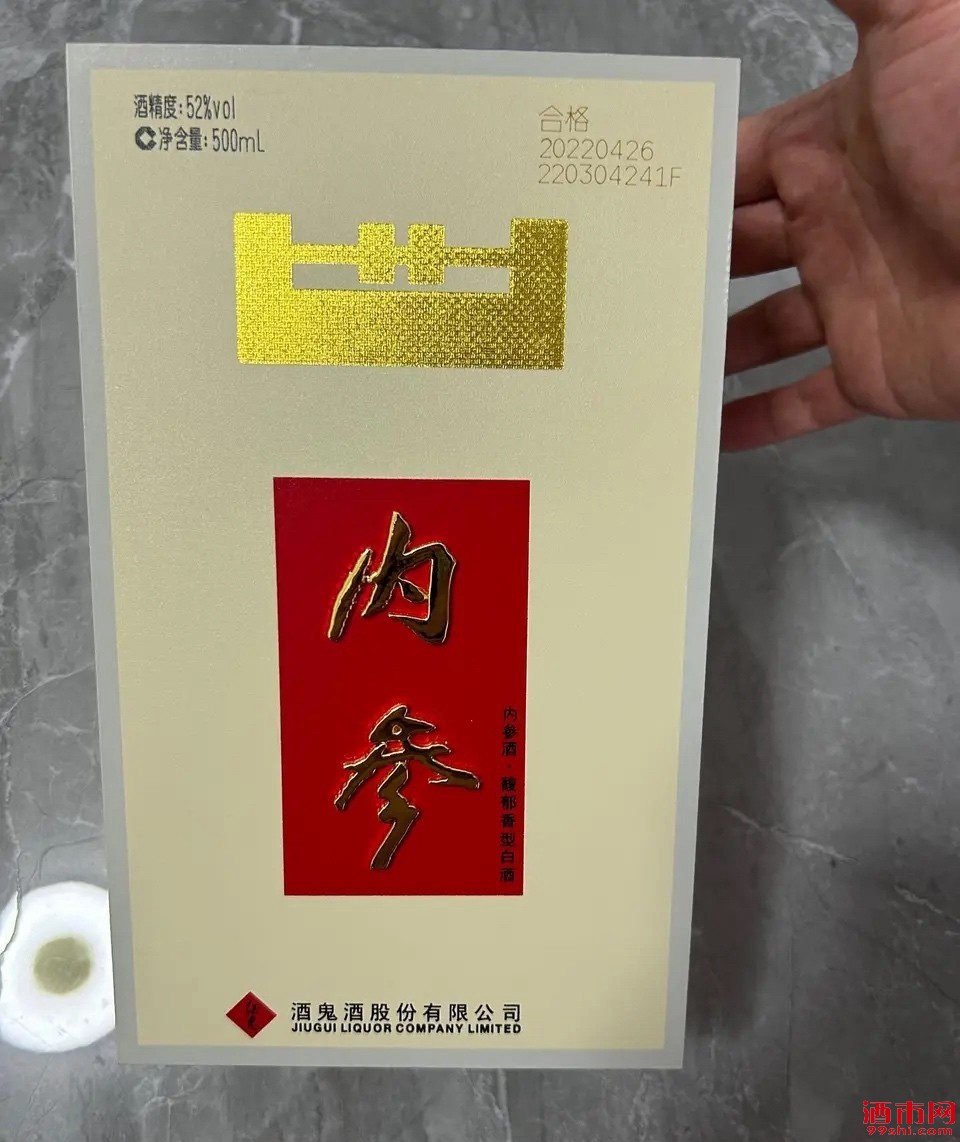 酒精度:52%vol
净含量:500mL
合格
20220426
220304241F
内参
内参酒·馥郁香型白酒
酒鬼酒股份有限公司
JIUGUI LIQUOR COMPANY LIMITED
酒市网
99shi.com